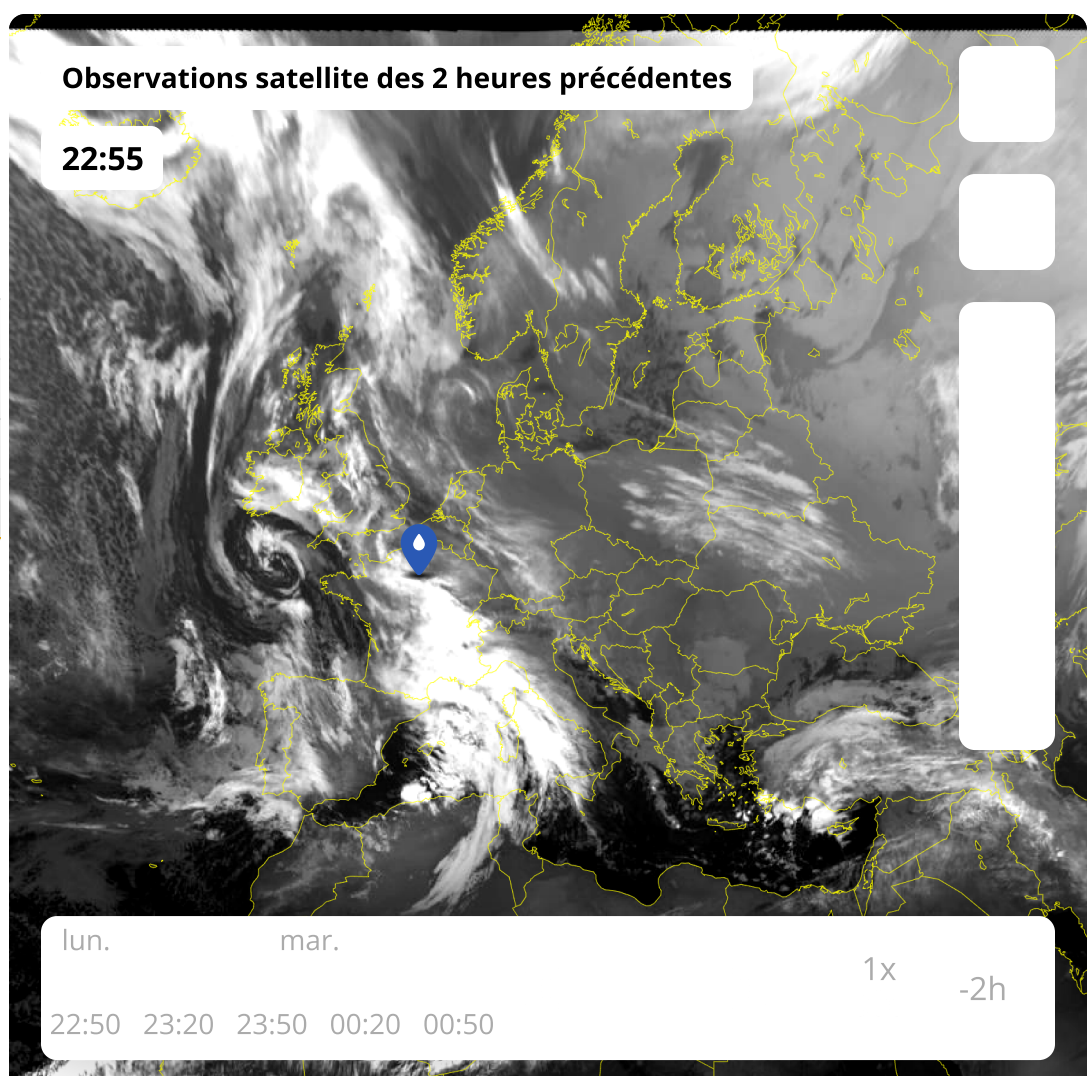 Observations satellite des 2 heures précédentes
22:55
lun. mar.
1x
-2h
22:50 23:20 23:50 00:20 00:50